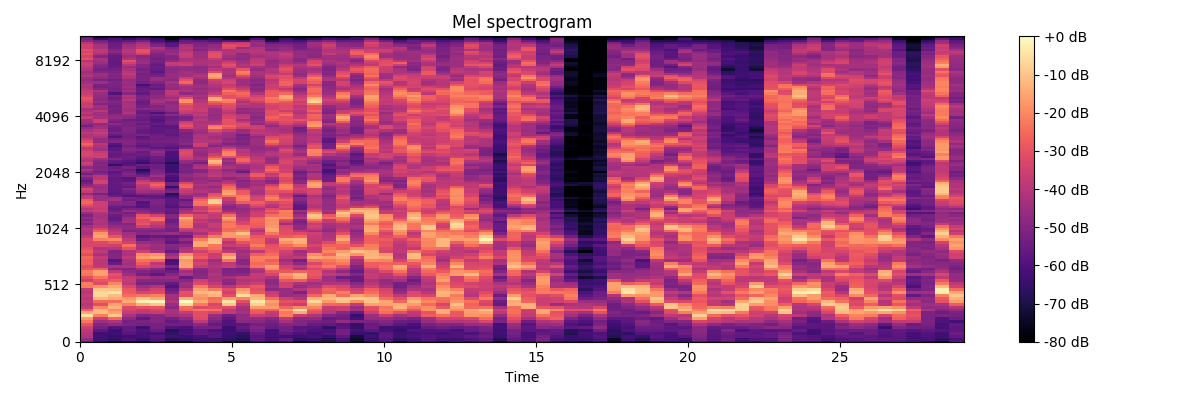 Mel spectrogram
Hz
8192
4096
2048
1024
512
0
0 5 10 15 20 25
Time
+0 dB
-10 dB
-20 dB
-30 dB
-40 dB
-50 dB
-60 dB
-70 dB
-80 dB